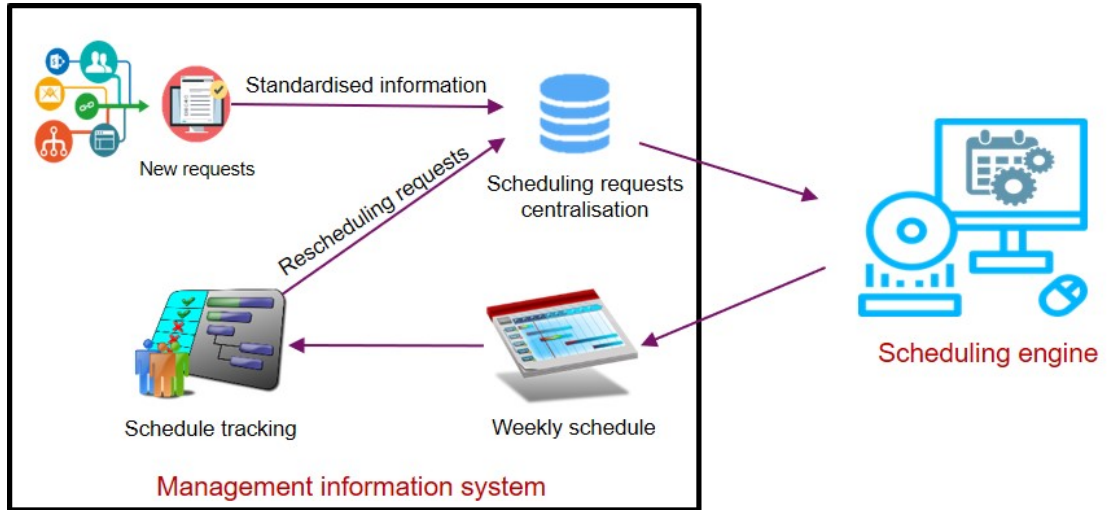 Standardised information
New requests
Rescheduling requests
Scheduling requests
centralisation
Scheduling engine
Schedule tracking
Weekly schedule
Management information system